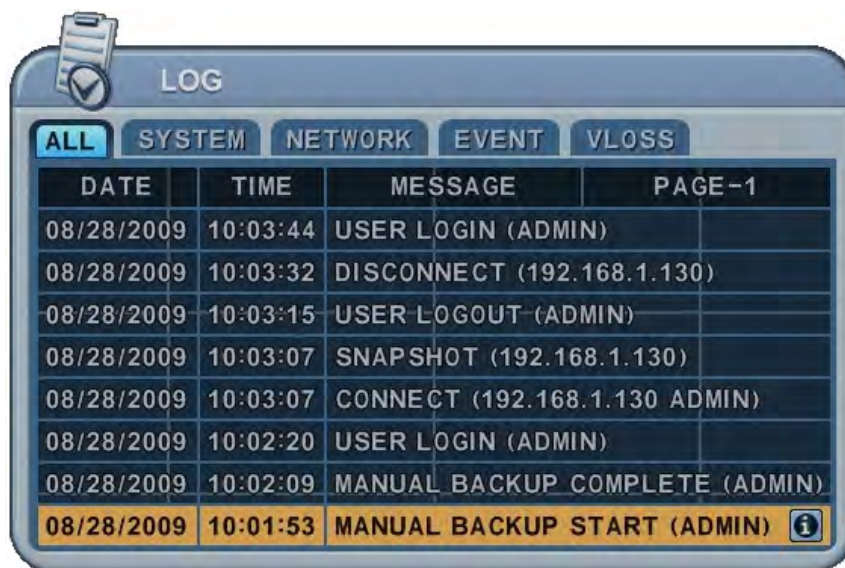 LOG
ALL SYSTEM NETWORK EVENT VLOSS
DATE TIME MESSAGE PAGE-1
08/28/2009 10:03:44 USER LOGIN (ADMIN)
08/28/2009 10:03:32 DISCONNECT (192.168.1.130)
08/28/2009 10:03:15 USER LOGOUT (ADMIN)
08/28/2009 10:03:07 SNAPSHOT (192.168.1.130)
08/28/2009 10:03:07 CONNECT (192.168.1.130 ADMIN)
08/28/2009 10:02:20 USER LOGIN (ADMIN)
08/28/2009 10:02:09 MANUAL BACKUP COMPLETE (ADMIN)
08/28/2009 10:01:53 MANUAL BACKUP START (ADMIN)